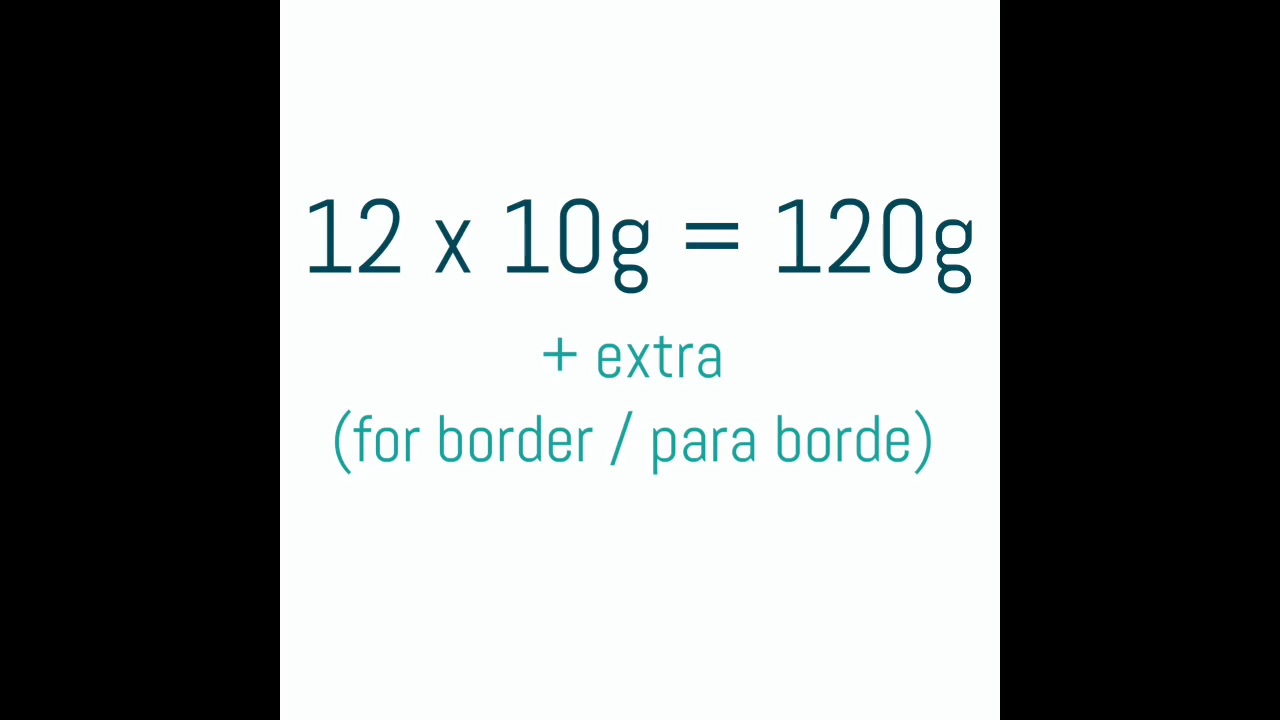 12 x 10g = 120g
+ extra
(for border / para borde)